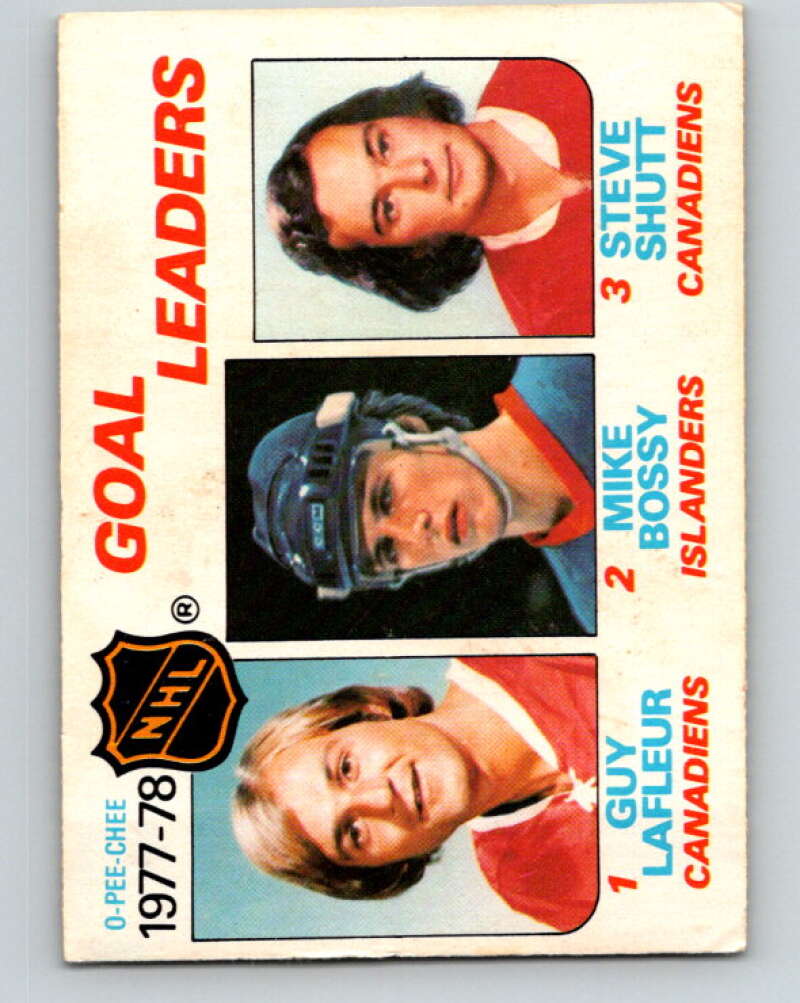 O-PEE-CHEE
1977-78
NHL
®
GOAL
LEADERS
CCM
1 GUY
LAFLEUR
CANADIENS
2 MIKE
BOSSY
ISLANDERS
3 STEVE
SHUTT
CANADIENS